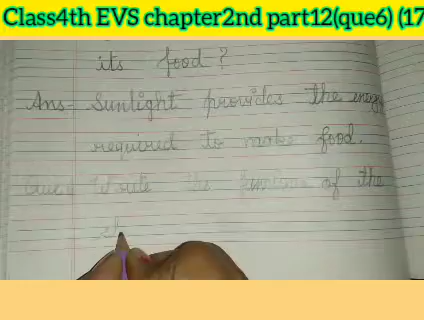 Class4th EVS chapter2nd part12(que6) (17
its food?
Ans- Sunlight provides the energy
required to make food.
Write the functions of the